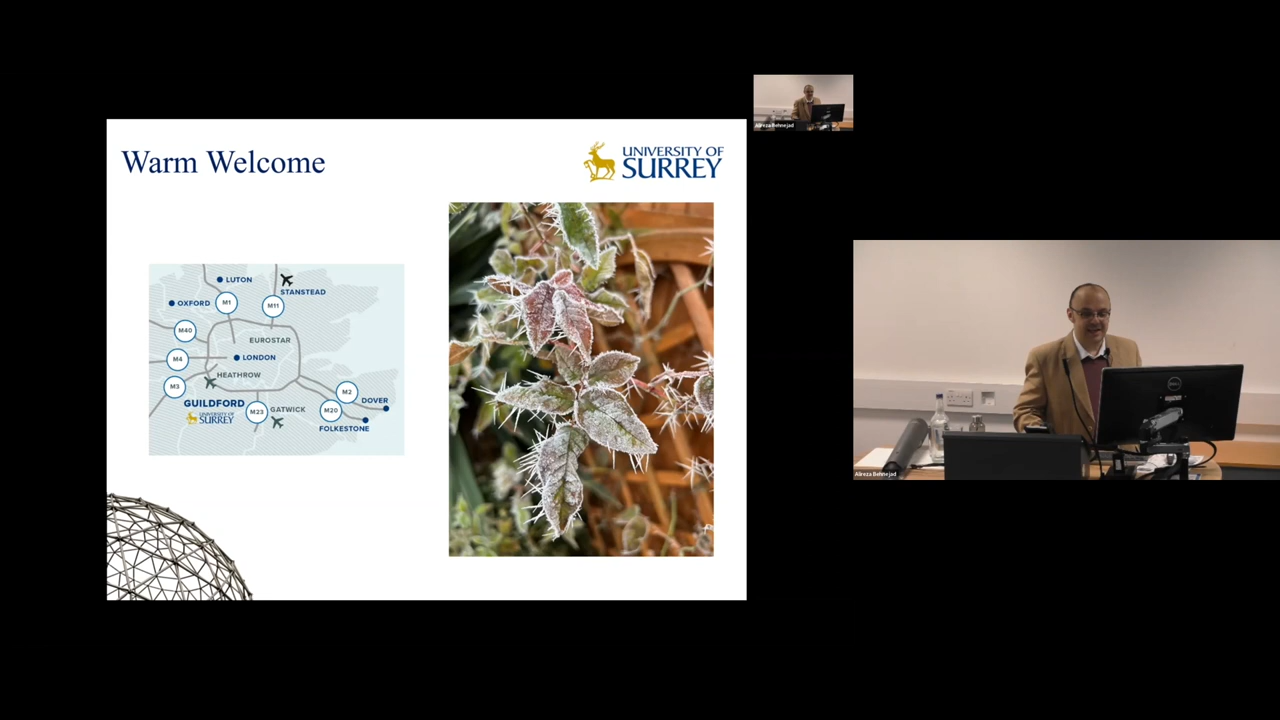 Warm Welcome
UNIVERSITY OF
SURREY
LUTON
STANSTEAD
OXFORD
M1
M11
M40
EUROSTAR
M4
LONDON
HEATHROW
M3
M2
GUILDFORD
UNIVERSITY OF
SURREY
M23
GATWICK
M20
DOVER
FOLKESTONE
Alireza Behnejad
DELL
Alireza Behnejad